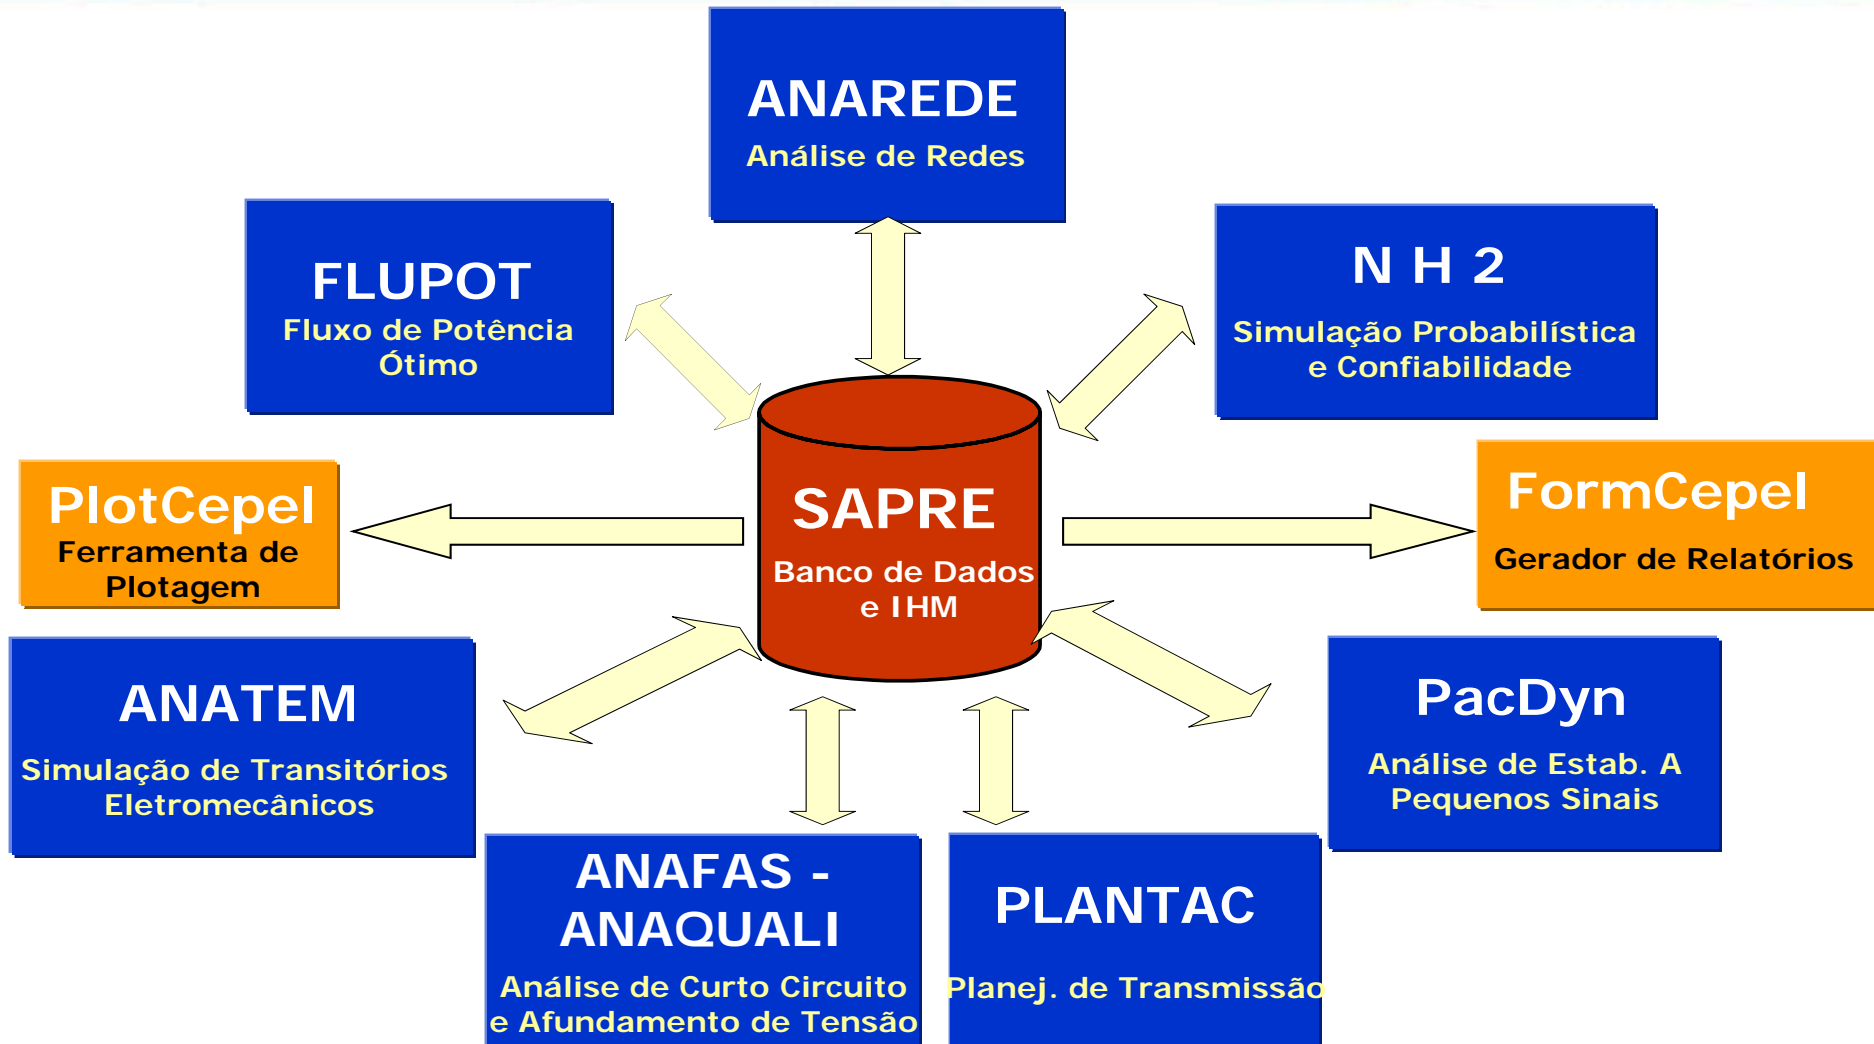 ANAREDE
Análise de Redes
FLUPOT
Fluxo de Potência
Ótimo
N H 2
Simulação Probabilística
e Confiabilidade
PlotCepel
Ferramenta de
Plotagem
SAPRE
Banco de Dados
e IHM
FormCepel
Gerador de Relatórios
ANATEM
Simulação de Transitórios
Eletromecânicos
PacDyn
Análise de Estab. A
Pequenos Sinais
ANAFAS -
ANAQUALI
Análise de Curto Circuito
e Afundamento de Tensão
PLANTAC
Planej. de Transmissão